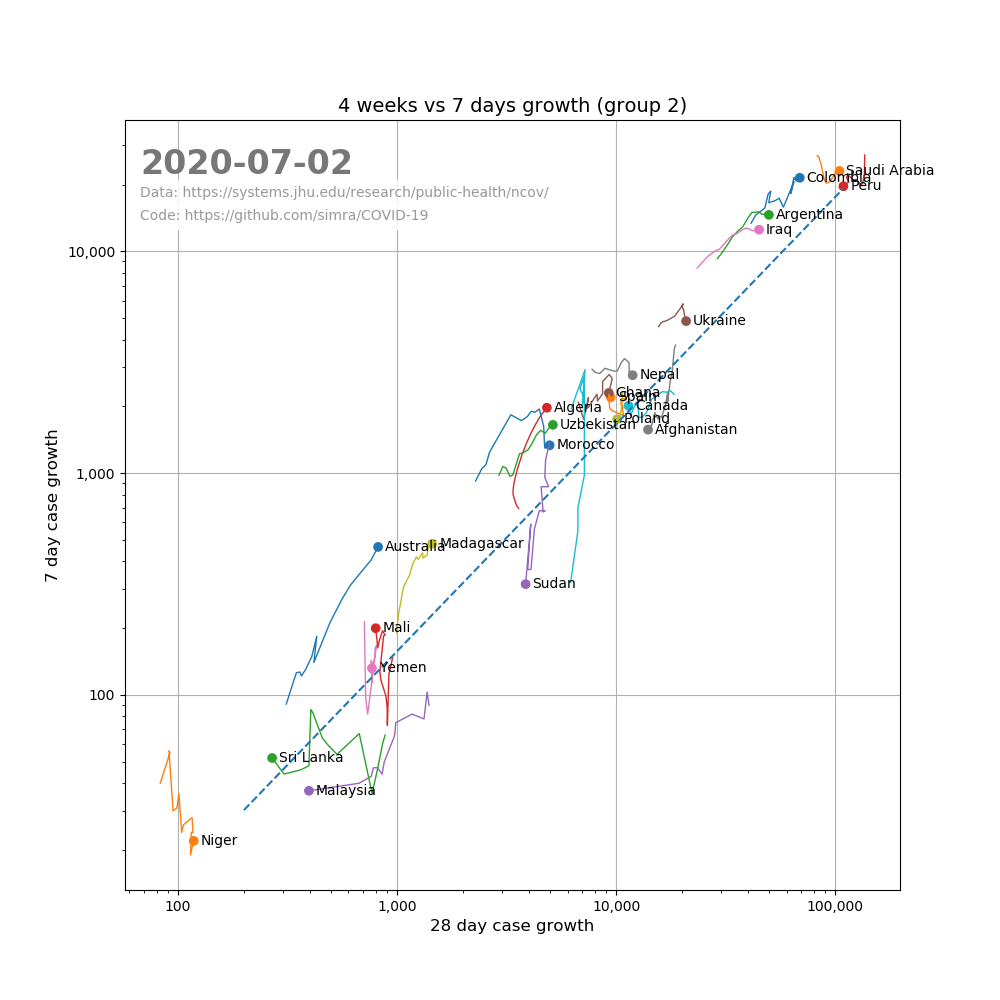 4 weeks vs 7 days growth (group 2)
2020-07-02
Data: https://systems.jhu.edu/research/public-health/ncov/
Code: https://github.com/simra/COVID-19
Saudi Arabia
Colombia
Peru
Argentina
Iraq
10,000
Ukraine
Nepal
Ghana
Spain
Canada
Algeria
Poland
Uzbekistan
Afghanistan
Morocco
1,000
7 day case growth
Madagascar
Australia
Sudan
Mali
Yemen
100
Sri Lanka
Malaysia
Niger
100
1,000
10,000
100,000
28 day case growth